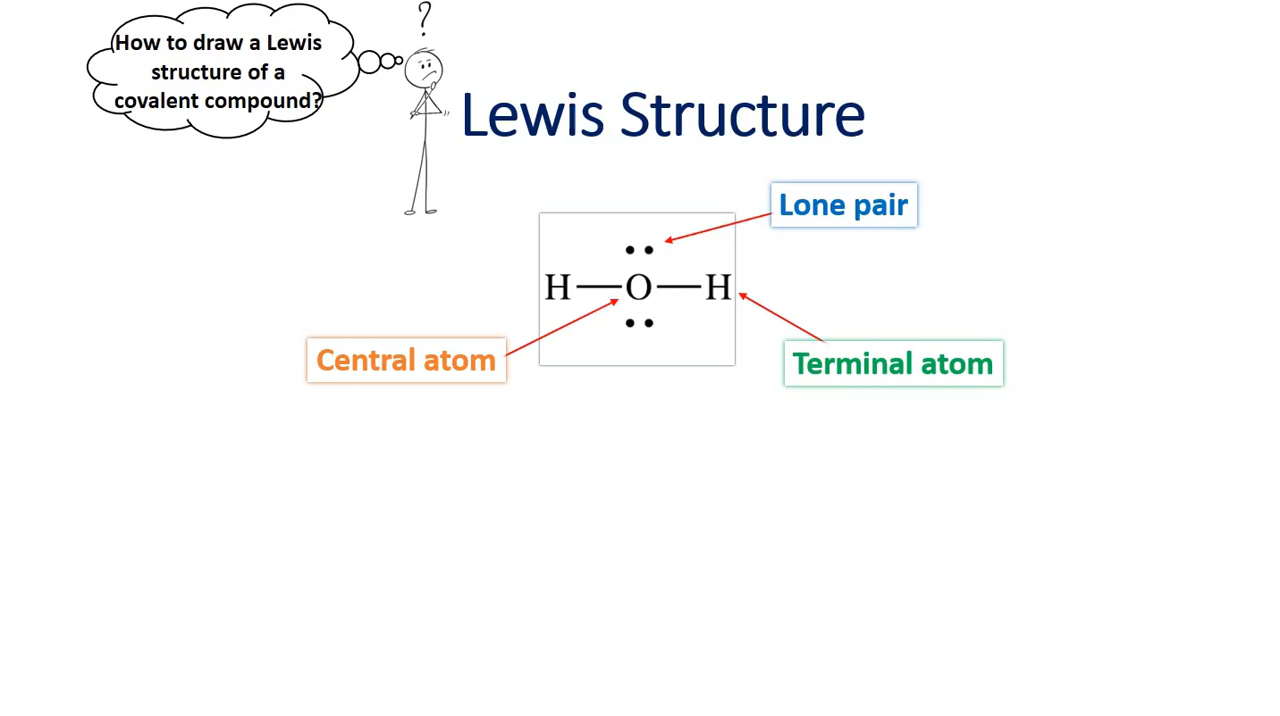 ?
How to draw a Lewis
structure of a
covalent compound?
Lewis Structure
Lone pair
H—O—H
Central atom
Terminal atom